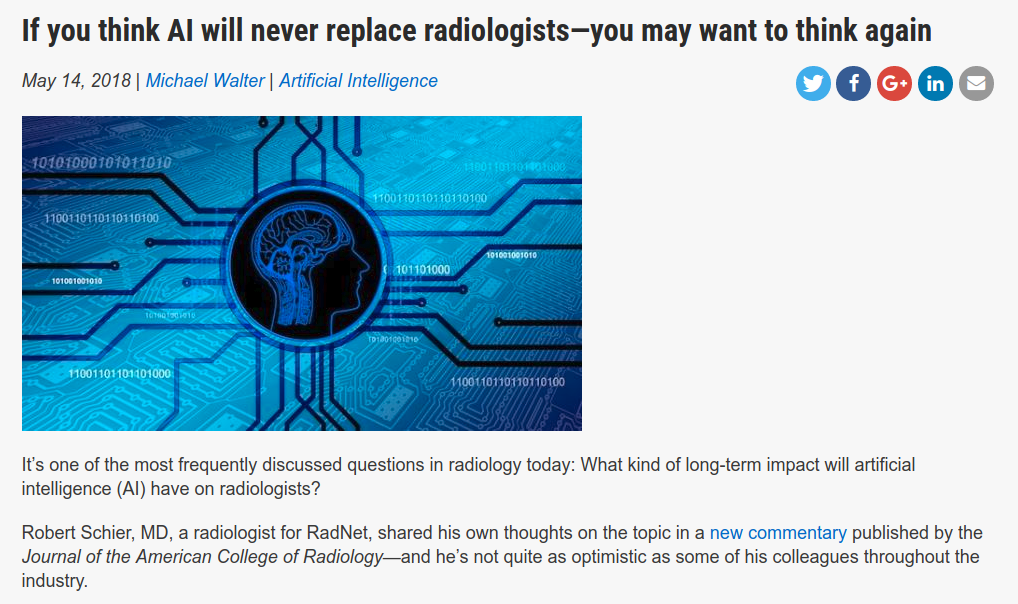 If you think AI will never replace radiologists—you may want to think again
May 14, 2018 | Michael Walter | Artificial Intelligence
10101000101011010
1100110110110110100
1100110110110110100
101001001010
101101000
101001001010
101001001010
101001001010
11001101101101000
1100110110110110100
It's one of the most frequently discussed questions in radiology today: What kind of long-term impact will artificial
intelligence (AI) have on radiologists?
Robert Schier, MD, a radiologist for RadNet, shared his own thoughts on the topic in a new commentary published by the
Journal of the American College of Radiology—and he's not quite as optimistic as some of his colleagues throughout the
industry.